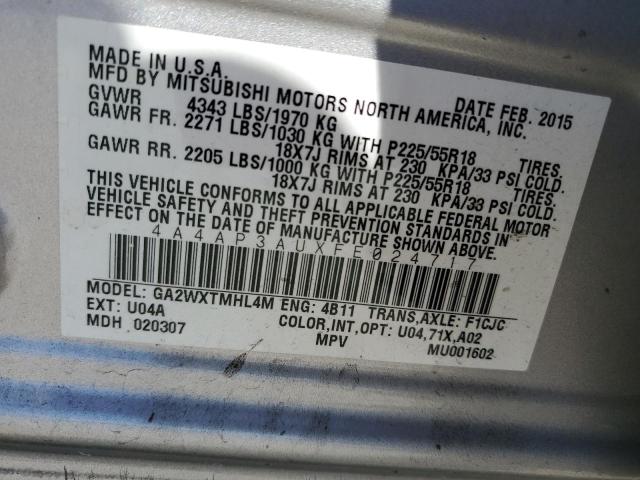 MADE IN U.S.A. DATE FEB. 2015
MFD BY MITSUBISHI MOTORS NORTH AMERICA, INC.
GVWR 4343 LBS/1970 KG
GAWR FR. 2271 LBS/1030 KG WITH P225/55R18 TIRES,
18X7J RIMS AT 230 KPA/33 PSI COLD.
GAWR RR. 2205 LBS/1000 KG WITH P225/55R18 TIRES,
18X7J RIMS AT 230 KPA/33 PSI COLD.
THIS VEHICLE CONFORMS TO ALL APPLICABLE FEDERAL MOTOR
VEHICLE SAFETY AND THEFT PREVENTION STANDARDS IN
EFFECT ON THE DATE OF MANUFACTURE SHOWN ABOVE.
4A4AP3AUXFE024717
MODEL: GA2WXTMHL4M ENG: 4B11 TRANS,AXLE: F1CJC
EXT: U04A COLOR,INT,OPT: U04,71X,A02
MDH 020307 MPV MU001602